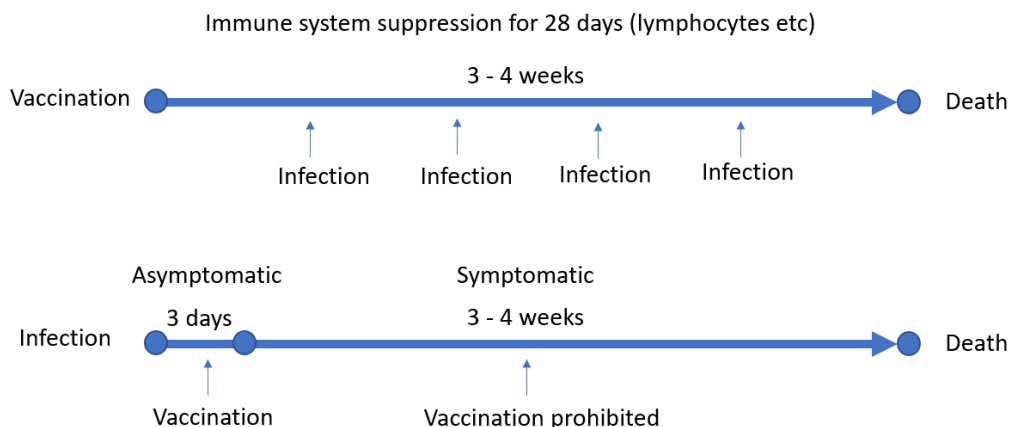 Immune system suppression for 28 days (lymphocytes etc)
3 - 4 weeks
Vaccination
Death
Infection
Infection
Infection
Infection
Asymptomatic
Symptomatic
3 days
3 - 4 weeks
Infection
Death
Vaccination
Vaccination prohibited